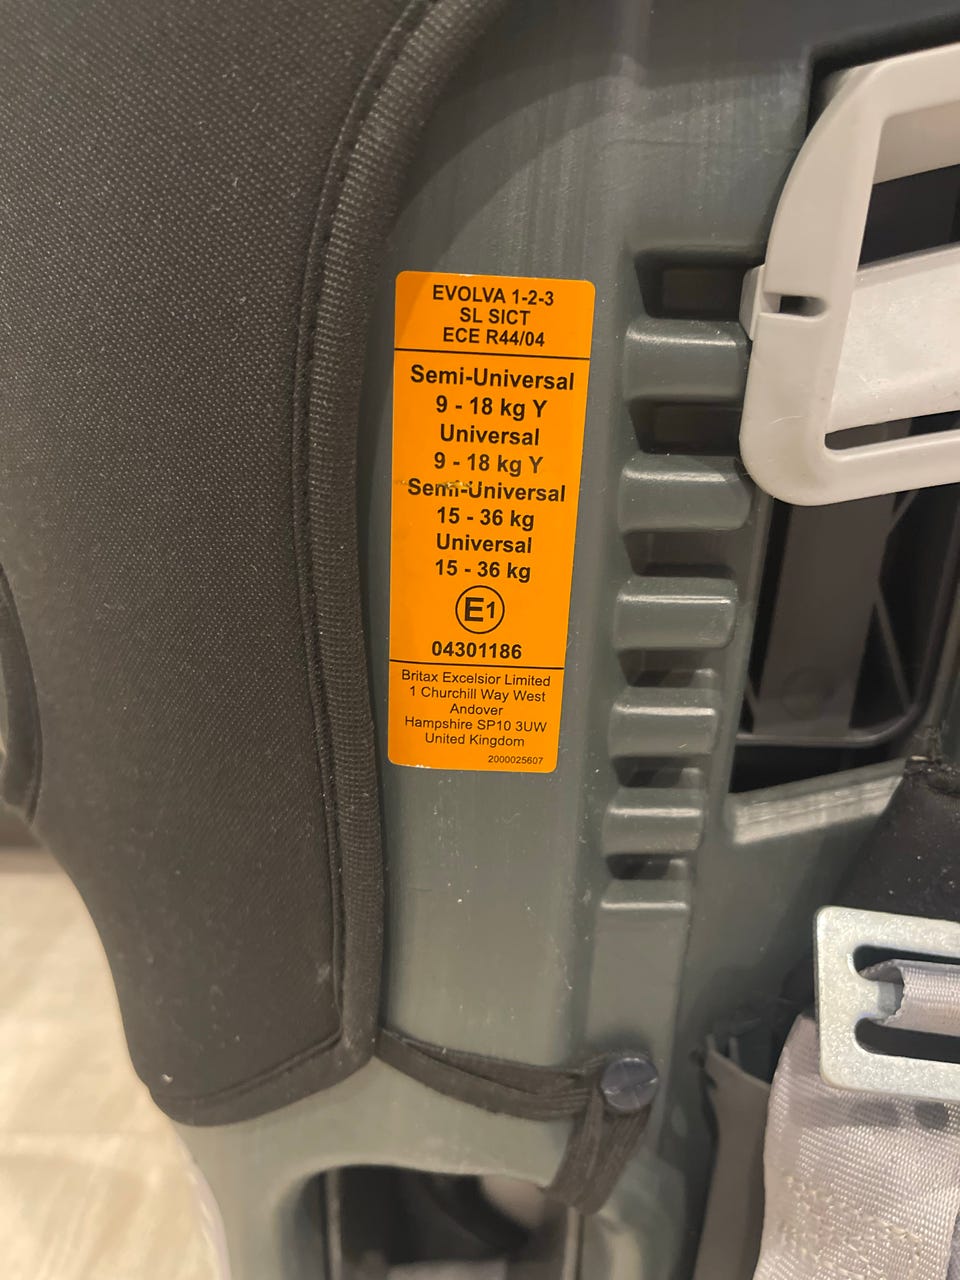 EVOLVA 1-2-3
SL SICT
ECE R44/04
Semi-Universal
9 - 18 kg Y
Universal
9 - 18 kg Y
Semi-Universal
15 - 36 kg
Universal
15 - 36 kg
E1
04301186
Britax Excelsior Limited
1 Churchill Way West
Andover
Hampshire SP10 3UW
United Kingdom
2000025607